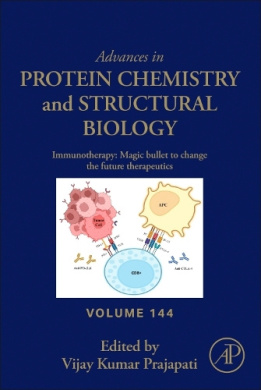 Advances in
PROTEIN CHEMISTRY
and STRUCTURAL
BIOLOGY
Immunotherapy: Magic bullet to change
the future therapeutics
APC
CD8+
VOLUME 144
Edited by
Vijay Kumar Prajapati
AP